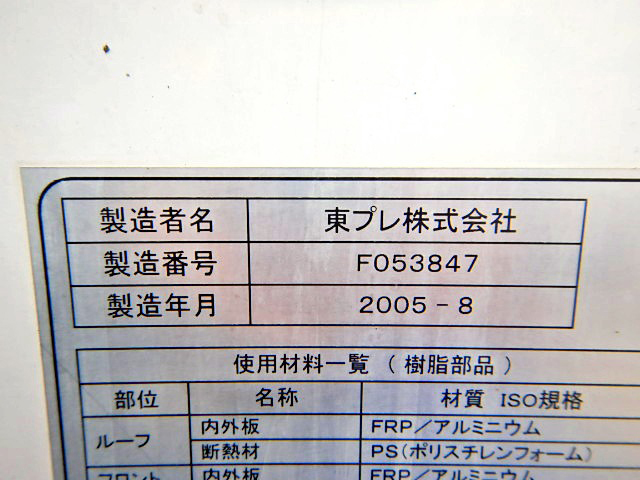 製造者名 東プレ株式会社
製造番号 F053847
製造年月 2005-8
使用材料一覧 (樹脂部品)
部位 名称 材質 ISO規格
ルーフ 内外板 FRP/アルミニウム
断熱材 PS(ポリスチレンフォーム)
フロント 内外板 FRP/アルミニウム